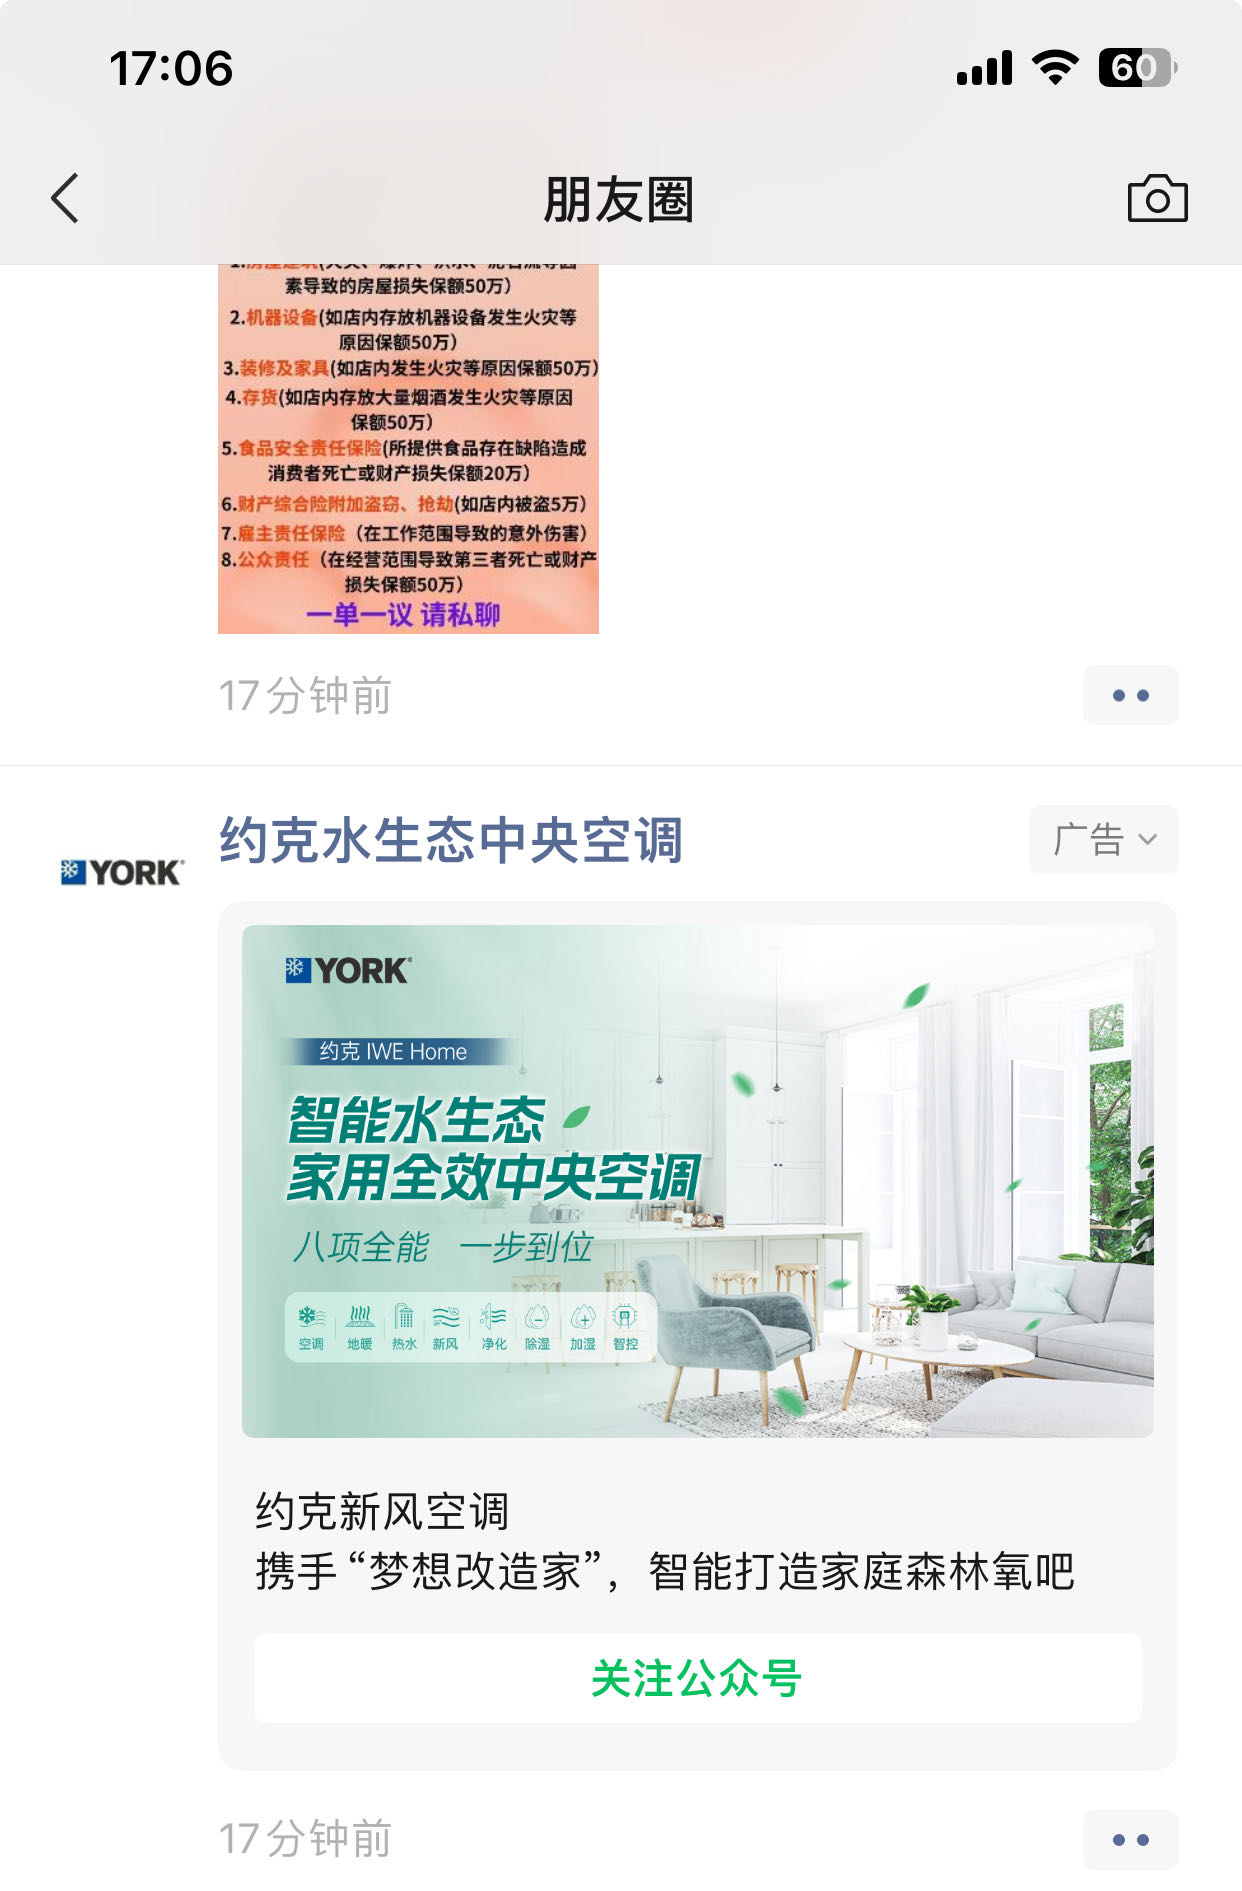 17:06
60
朋友圈
素导致的房屋损失保额50万)
2.机器设备(如店内存放机器设备发生火灾等
原因保额50万)
3.装修及家具(如店内发生火灾等原因保额50万)
4.存货(如店内存放大量烟酒发生火灾等原因
保额50万)
5.食品安全责任保险(所提供食品存在缺陷造成
消费者死亡或财产损失保额20万)
6.财产综合险附加盗窃、抢劫(如店内被盗5万)
7.雇主责任保险（在工作范围导致的意外伤害）
8.公众责任（在经营范围导致第三者死亡或财产
损失保额50万)
一单一议 请私聊
17分钟前
YORK
约克水生态中央空调
广告
YORK
约克 IWE Home
智能水生态
家用全效中央空调
八项全能 一步到位
空调 地暖 热水 新风 净化 除湿 加湿 智控
约克新风空调
携手“梦想改造家”，智能打造家庭森林氧吧
关注公众号
17分钟前